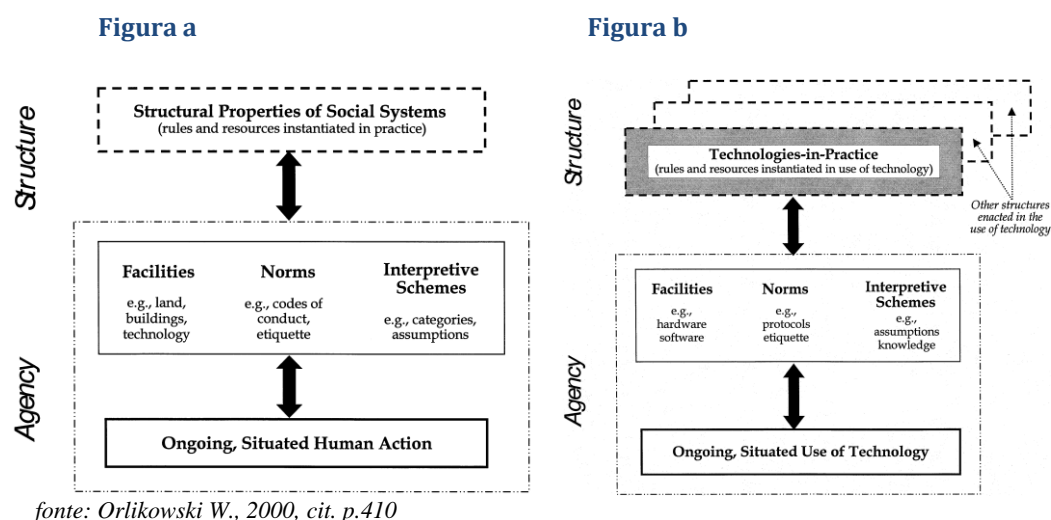 Figura a
Structure
Structural Properties of Social Systems
(rules and resources instantiated in practice)
Agency
Facilities
e.g., land,
buildings,
technology
Norms
e.g., codes of
conduct,
etiquette
Interpretive
Schemes
e.g., categories,
assumptions
Ongoing, Situated Human Action
Figura b
Structure
Technologies-in-Practice
(rules and resources instantiated in use of technology)
Other structures
enacted in the
use of technology
Agency
Facilities
e.g.,
hardware
software
Norms
e.g.,
protocols
etiquette
Interpretive
Schemes
e.g.,
assumptions
knowledge
Ongoing, Situated Use of Technology
fonte: Orlikowski W., 2000, cit. p.410